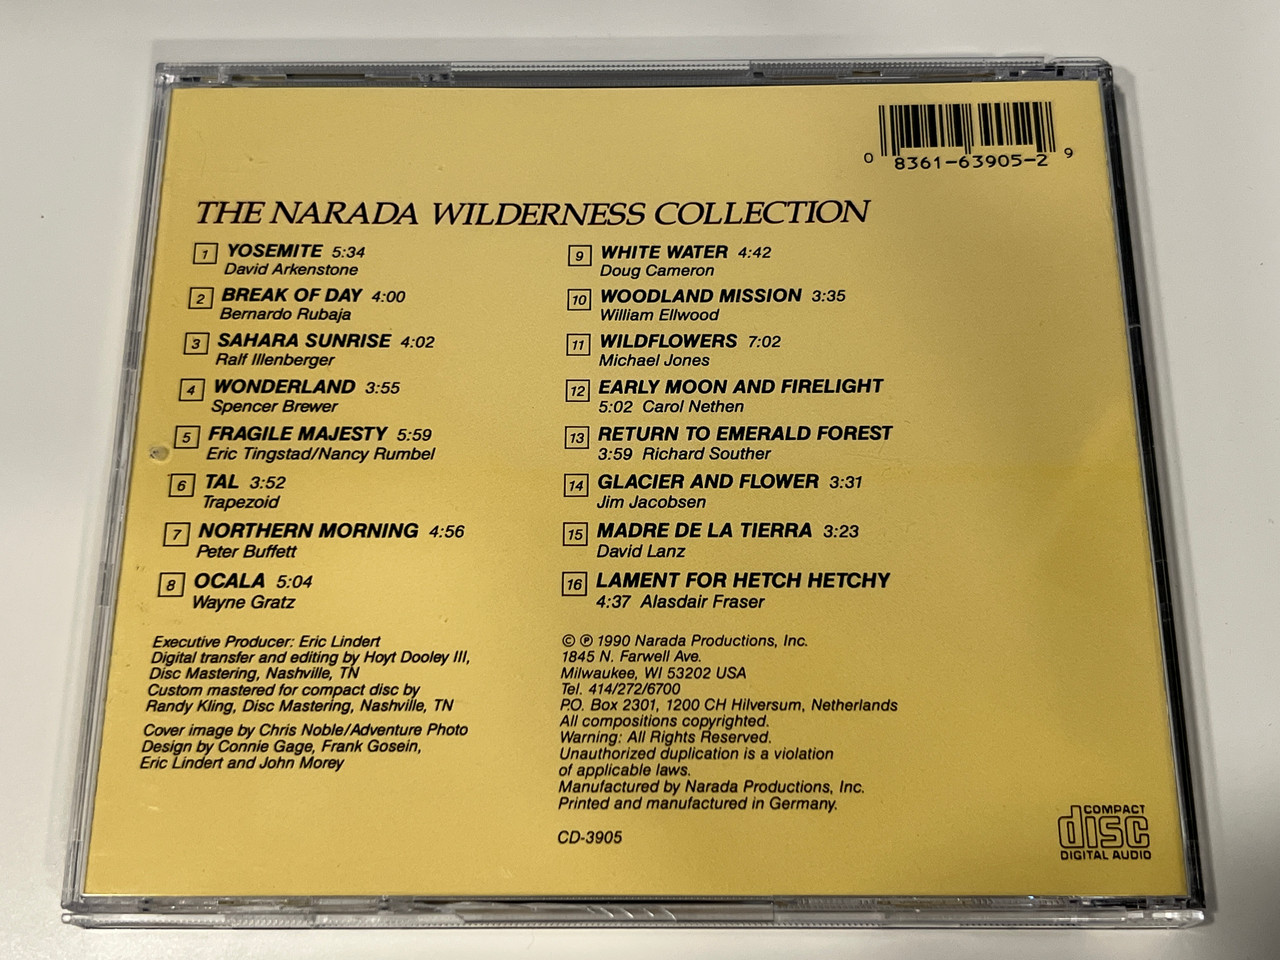 0 8361-63905-2 9
THE NARADA WILDERNESS COLLECTION
1 YOSEMITE 5:34
David Arkenstone
2 BREAK OF DAY 4:00
Bernardo Rubaja
3 SAHARA SUNRISE 4:02
Ralf Illenberger
4 WONDERLAND 3:55
Spencer Brewer
5 FRAGILE MAJESTY 5:59
Eric Tingstad/Nancy Rumbel
6 TAL 3:52
Trapezoid
7 NORTHERN MORNING 4:56
Peter Buffett
8 OCALA 5:04
Wayne Gratz
9 WHITE WATER 4:42
Doug Cameron
10 WOODLAND MISSION 3:35
William Ellwood
11 WILDFLOWERS 7:02
Michael Jones
12 EARLY MOON AND FIRELIGHT
5:02 Carol Nethen
13 RETURN TO EMERALD FOREST
3:59 Richard Souther
14 GLACIER AND FLOWER 3:31
Jim Jacobsen
15 MADRE DE LA TIERRA 3:23
David Lanz
16 LAMENT FOR HETCH HETCHY
4:37 Alasdair Fraser
Executive Producer: Eric Lindert
Digital transfer and editing by Hoyt Dooley III,
Disc Mastering, Nashville, TN
Custom mastered for compact disc by
Randy Kling, Disc Mastering, Nashville, TN
Cover image by Chris Noble/Adventure Photo
Design by Connie Gage, Frank Gosein,
Eric Lindert and John Morey
© ℗ 1990 Narada Productions, Inc.
1845 N. Farwell Ave.
Milwaukee, WI 53202 USA
Tel. 414/272/6700
P.O. Box 2301, 1200 CH Hilversum, Netherlands
All compositions copyrighted.
Warning: All Rights Reserved.
Unauthorized duplication is a violation
of applicable laws.
Manufactured by Narada Productions, Inc.
Printed and manufactured in Germany.
CD-3905
COMPACT
disc
DIGITAL AUDIO